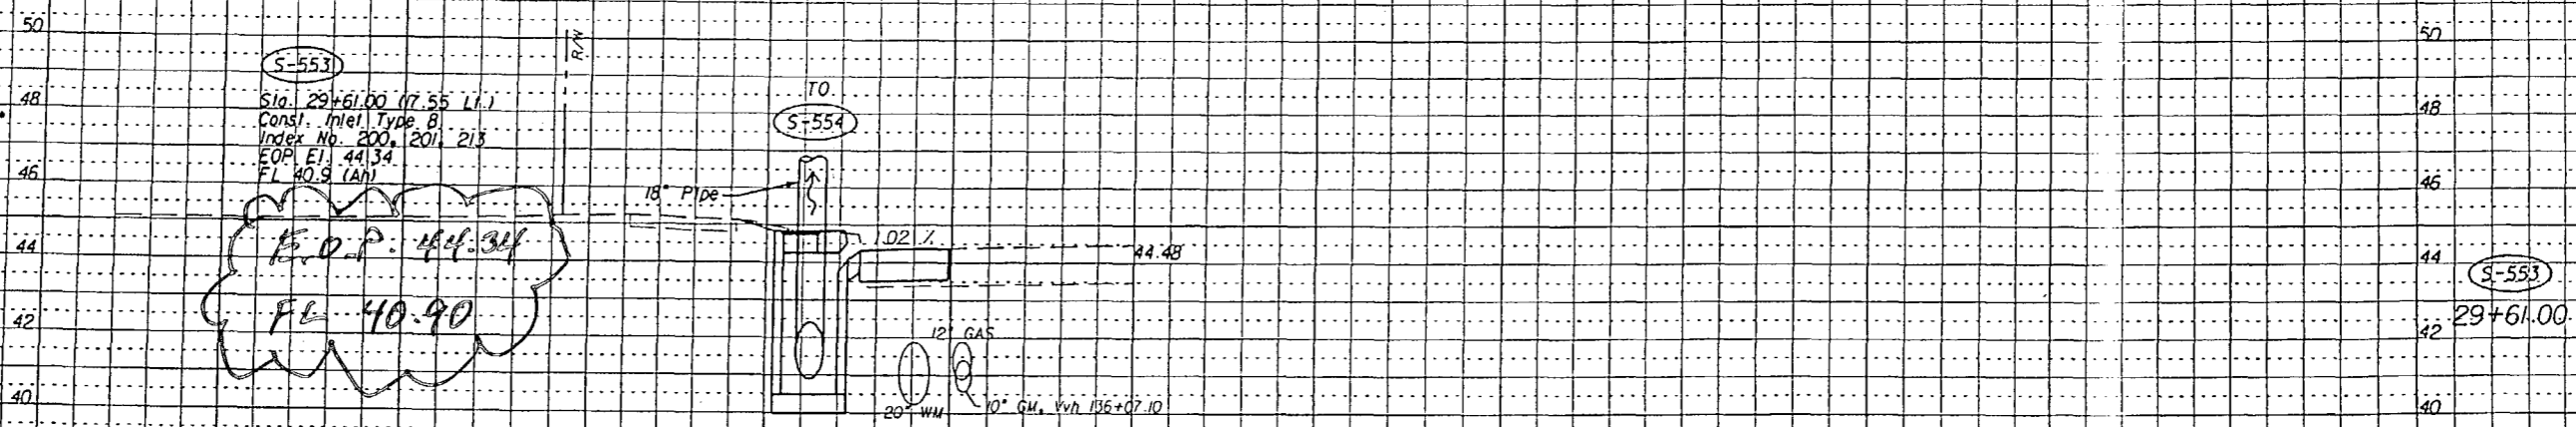 50
R/W
50
S-553
Sta. 29+61.00 (17.55 Lt.)
Const. Inlet Type 8
Index No. 200, 201, 213
EOP El. 44.34
FL 40.9 (Ah)
48
TO
S-554
48
46
18" Pipe
46
E.O.P. 44.34
FL 40.90
44
1.02 %
44.48
44
S-553
29+61.00
42
12" GAS
42
40
20" WM
10" GM, Vvh 136+07.10
40